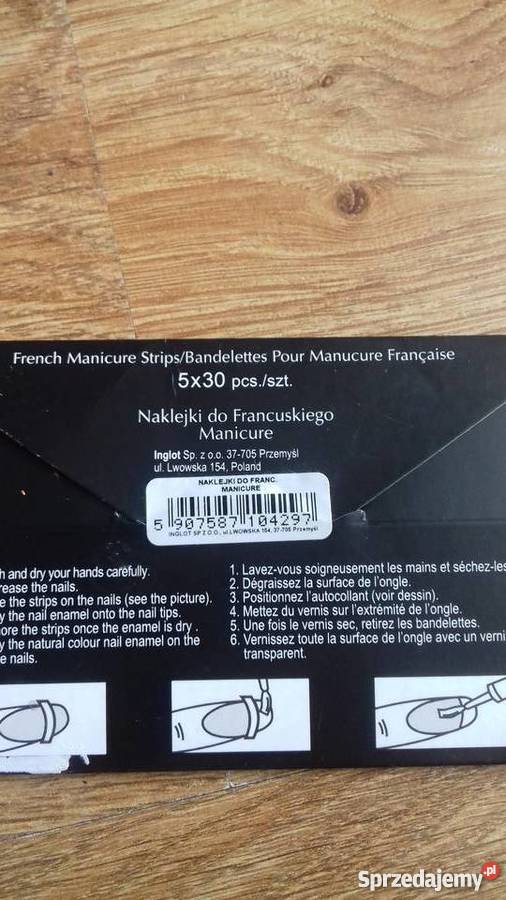 French Manicure Strips/Bandelettes Pour Manucure Française
5x30 pcs./szt.
Naklejki do Francuskiego
Manicure
Inglot Sp. z o.o. 37-705 Przemyśl
ul. Lwowska 154, Poland
NAKLEJKI DO FRANC.
MANICURE
5 907587 104297
INGLOT SP Z O.O., ul.LWOWSKA 154, 37-705 Przemyśl
h and dry your hands carefully.
rease the nails.
e the strips on the nails (see the picture).
y the nail enamel onto the nail tips.
ore the strips once the enamel is dry .
y the natural colour nail enamel on the
e nails.
1. Lavez-vous soigneusement les mains et séchez-les
2. Dégraissez la surface de l'ongle.
3. Positionnez l'autocollant (voir dessin).
4. Mettez du vernis sur l'extrémité de l'ongle.
5. Une fois le vernis sec, retirez les bandelettes.
6. Vernissez toute la surface de l'ongle avec un verni
transparent.
Sprzedajemy.pl